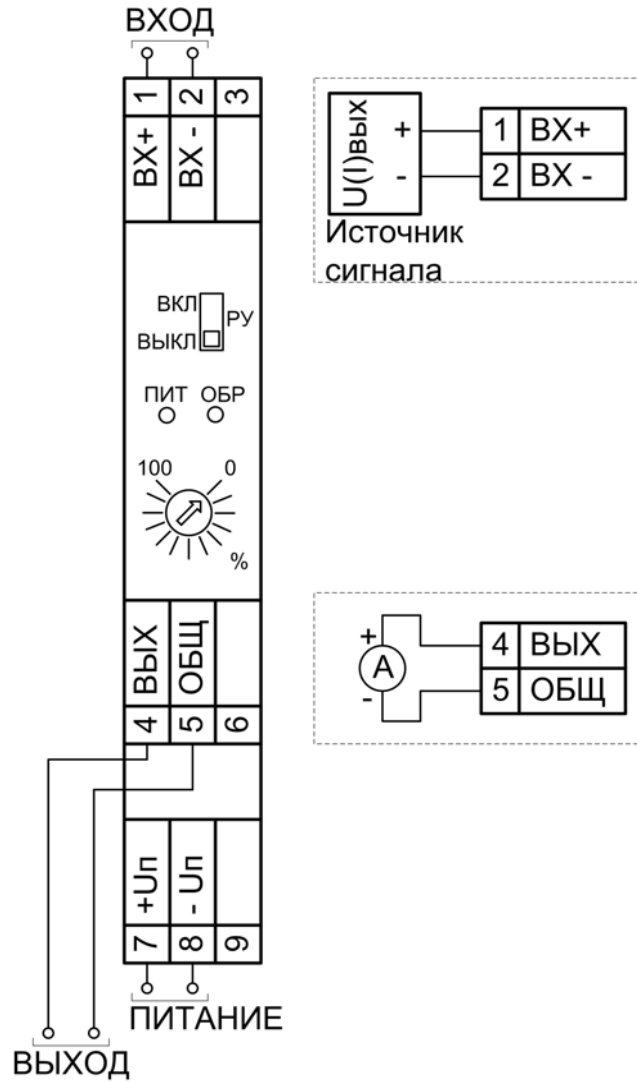 ВХОД
1 2 3
ВХ+ ВХ -
ВКЛ
РУ
ВЫКЛ
ПИТ ОБР
100 0
%
ВЫХ ОБЩ
4 5 6
+Uп - Uп
7 8 9
ПИТАНИЕ
ВЫХОД
U(I)вых
+
-
1 ВХ+
2 ВХ -
Источник
сигнала
+
A
-
4 ВЫХ
5 ОБЩ